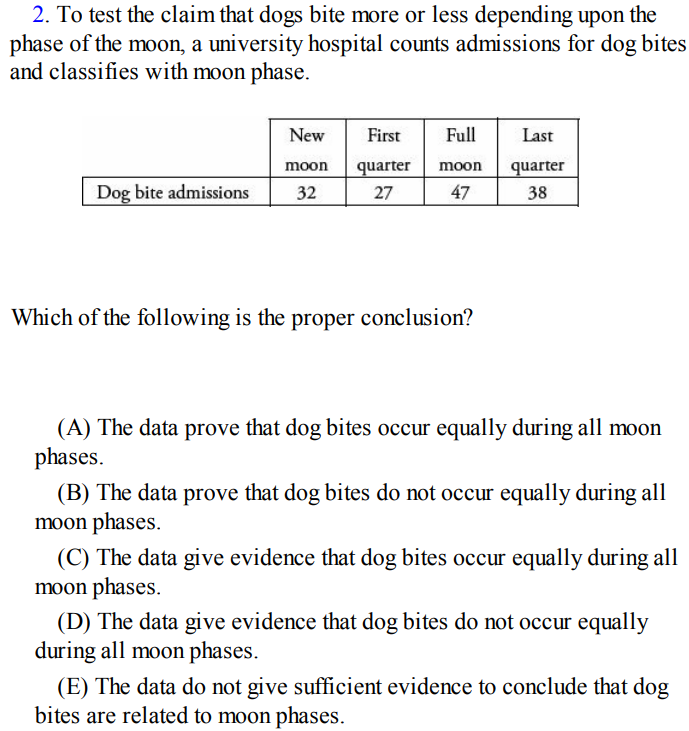 2. To test the claim that dogs bite more or less depending upon the
phase of the moon, a university hospital counts admissions for dog bites
and classifies with moon phase.
New First Full Last
moon quarter moon quarter
Dog bite admissions 32 27 47 38
Which of the following is the proper conclusion?
(A) The data prove that dog bites occur equally during all moon
phases.
(B) The data prove that dog bites do not occur equally during all
moon phases.
(C) The data give evidence that dog bites occur equally during all
moon phases.
(D) The data give evidence that dog bites do not occur equally
during all moon phases.
(E) The data do not give sufficient evidence to conclude that dog
bites are related to moon phases.